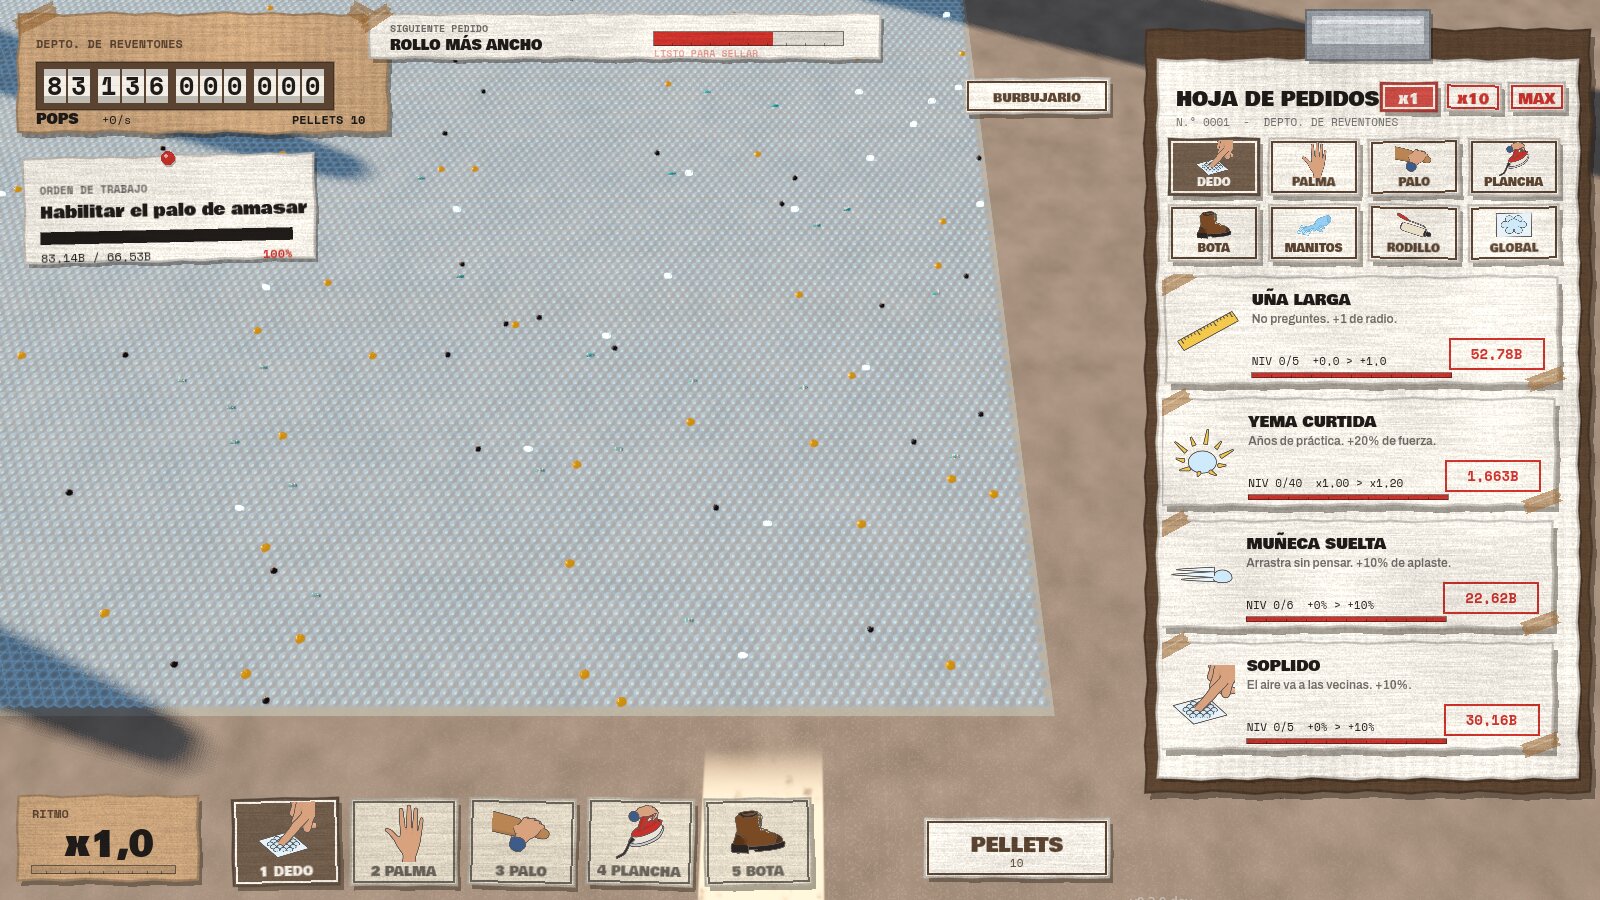 DEPTO. DE REVENTONES
83 136 000 000
POPS +0/s PELLETS 10
SIGUIENTE PEDIDO
ROLLO MÁS ANCHO
LISTO PARA SELLAR
BURBUJARIO
ORDEN DE TRABAJO
Habilitar el palo de amasar
83,14B / 66,53B 100%
HOJA DE PEDIDOS x1 x10 MAX
N.° 0001 - DEPTO. DE REVENTONES
DEDO PALMA PALO PLANCHA
BOTA MANITOS RODILLO GLOBAL
UÑA LARGA
No preguntes. +1 de radio.
NIV 0/5 +0,0 > +1,0 52,78B
YEMA CURTIDA
Años de práctica. +20% de fuerza.
NIV 0/40 x1,00 > x1,20 1,663B
MUÑECA SUELTA
Arrastra sin pensar. +10% de aplaste.
NIV 0/6 +0% > +10% 22,62B
SOPLIDO
El aire va a las vecinas. +10%.
NIV 0/5 +0% > +10% 30,16B
RITMO
x1,0
1 DEDO 2 PALMA 3 PALO 4 PLANCHA 5 BOTA
PELLETS
10